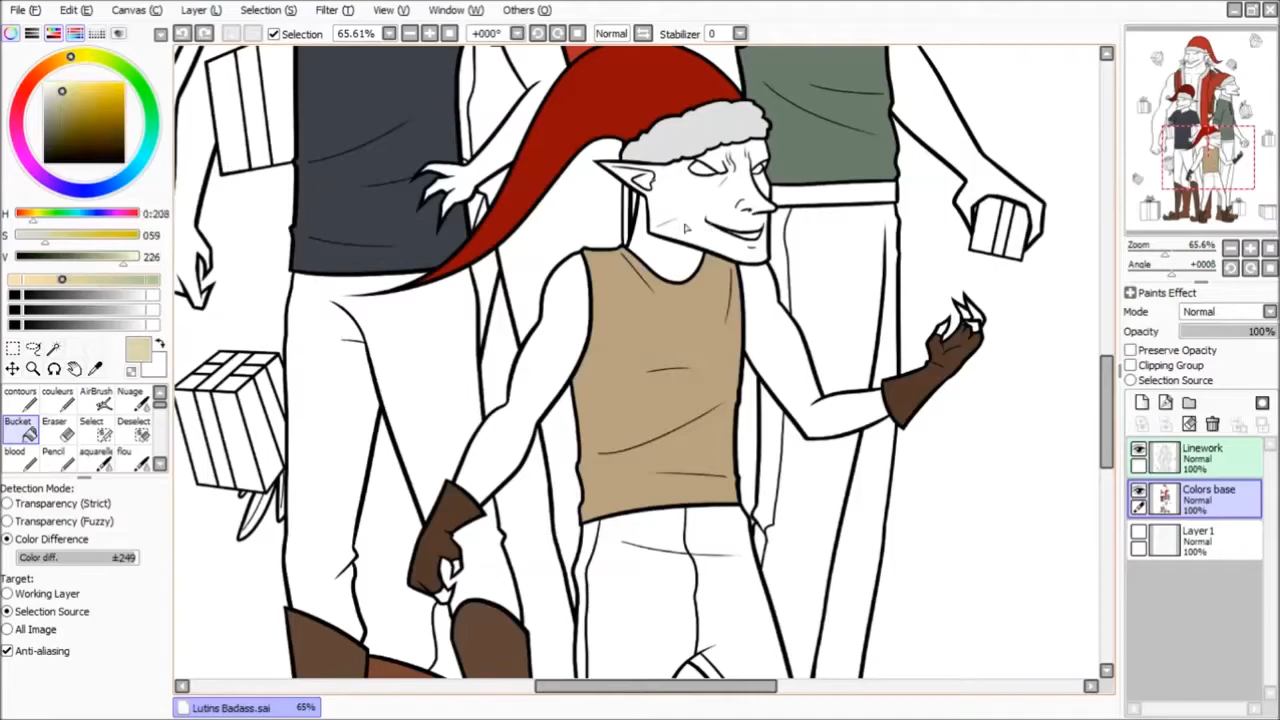 File (F) Edit (E) Canvas (C) Layer (L) Selection (S) Filter (T) View (V) Window (W) Others (O)
Selection 65.61% +000° Normal Stabilizer 0
H 0:208
S 059
V 226
contours couleurs AirBrush Nuage
Bucket Eraser Select Deselect
blood Pencil aquarelle flou
Detection Mode:
Transparency (Strict)
Transparency (Fuzzy)
Color Difference
Color diff. ±249
Target:
Working Layer
Selection Source
All Image
Anti-aliasing
Zoom 65.6%
Angle +000β
Paints Effect
Mode Normal
Opacity 100%
Preserve Opacity
Clipping Group
Selection Source
Linework
Normal
100%
Colors base
Normal
100%
Layer1
Normal
100%
Lutins Badass.sai 65%